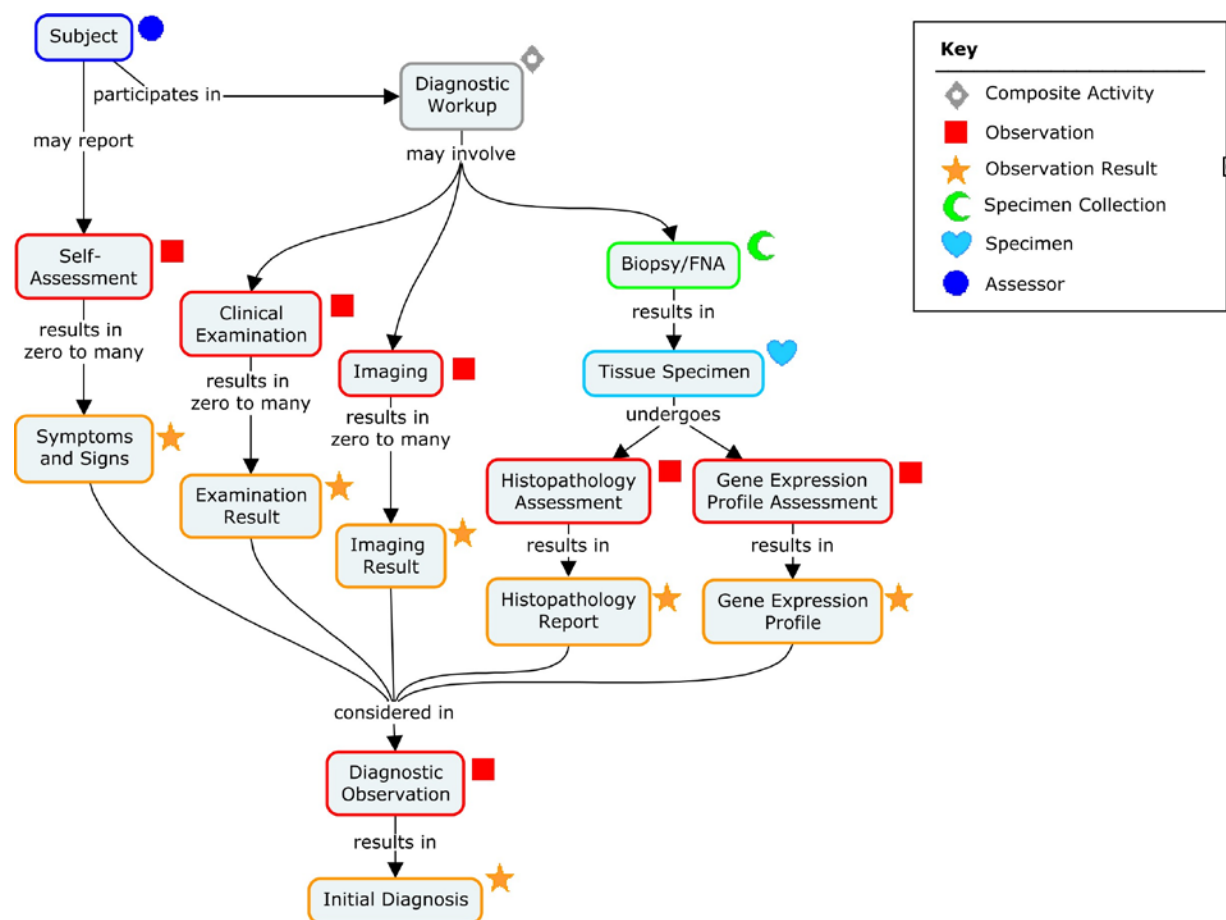 Subject
participates in
Diagnostic
Workup
may report
may involve
Self-
Assessment
Clinical
Examination
Biopsy/FNA
results in
zero to many
Imaging
results in
Tissue Specimen
results in
zero to many
results in
zero to many
undergoes
Symptoms
and Signs
Examination
Result
Histopathology
Assessment
Gene Expression
Profile Assessment
Imaging
Result
results in
results in
Histopathology
Report
Gene Expression
Profile
considered in
Diagnostic
Observation
results in
Initial Diagnosis
Key
Composite Activity
Observation
Observation Result
Specimen Collection
Specimen
Assessor